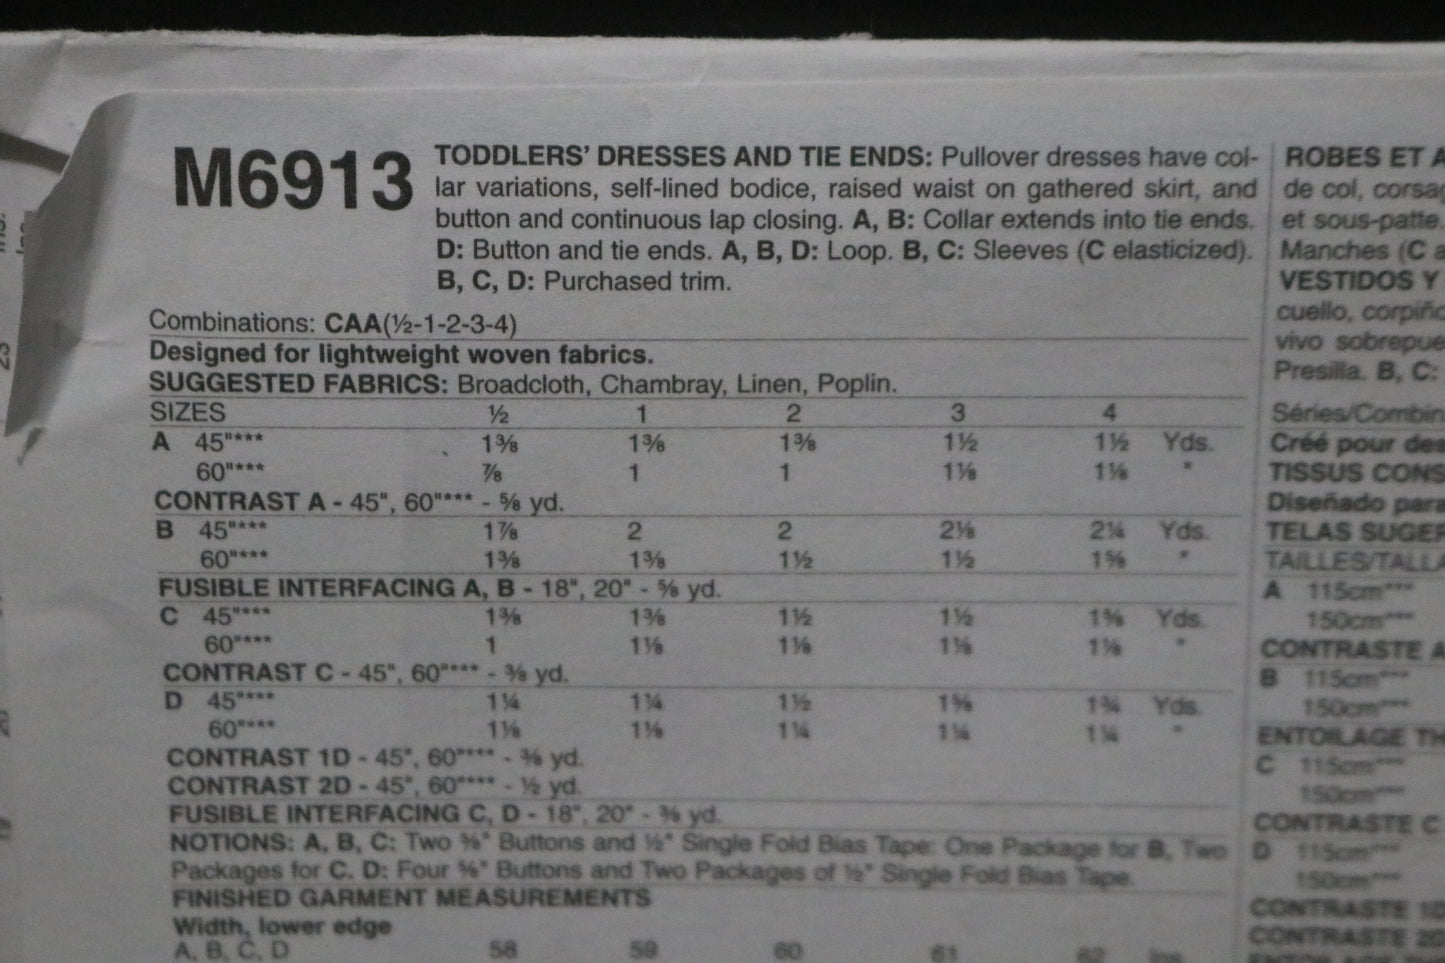 M6913
TODDLERS' DRESSES AND TIE ENDS: Pullover dresses have col-
lar variations, self-lined bodice, raised waist on gathered skirt, and
button and continuous lap closing. A, B: Collar extends into tie ends.
D: Button and tie ends. A, B, D: Loop. B, C: Sleeves (C elasticized).
B, C, D: Purchased trim.
Combinations: CAA(½-1-2-3-4)
Designed for lightweight woven fabrics.
SUGGESTED FABRICS: Broadcloth, Chambray, Linen, Poplin.
SIZES ½ 1 2 3 4
A 45"*** 1⅜ 1⅜ 1⅜ 1½ 1½ Yds.
60"*** ⅞ 1 1 1⅛ 1⅛ "
CONTRAST A - 45", 60"*** - ⅝ yd.
B 45"*** 1⅞ 2 2 2⅛ 2¼ Yds.
60"*** 1⅜ 1⅜ 1½ 1½ 1⅝ "
FUSIBLE INTERFACING A, B - 18", 20" - ⅝ yd.
C 45"*** 1⅜ 1⅜ 1½ 1½ 1⅝ Yds.
60"*** 1 1⅛ 1⅛ 1⅛ 1⅛ "
CONTRAST C - 45", 60"*** - ⅜ yd.
D 45"*** 1¼ 1¼ 1½ 1⅝ 1¾ Yds.
60"*** 1⅛ 1⅛ 1¼ 1¼ 1¼ "
CONTRAST 1D - 45", 60"*** - ⅜ yd.
CONTRAST 2D - 45", 60"*** - ½ yd.
FUSIBLE INTERFACING C, D - 18", 20" - ⅜ yd.
NOTIONS: A, B, C: Two ⅝" Buttons and ½" Single Fold Bias Tape: One Package for B, Two
Packages for C. D: Four ⅝" Buttons and Two Packages of ½" Single Fold Bias Tape.
FINISHED GARMENT MEASUREMENTS
Width, lower edge
A, B, C, D 58 59 60 61 62 Ins.
ROBES ET
de col,
et sous-patte.
Manches (C
VESTIDOS Y
cuello,
vivo
Presilla. B, C:
Créé pour
TISSUS
Diseñado
TELAS
A 115cm***
150cm***
CONTRASTE A
B 115cm***
150cm***
ENTOILAGE
C 115cm***
150cm***
CONTRASTE C
D 115cm***
150cm***
CONTRASTE 1D
CONTRASTE 2D